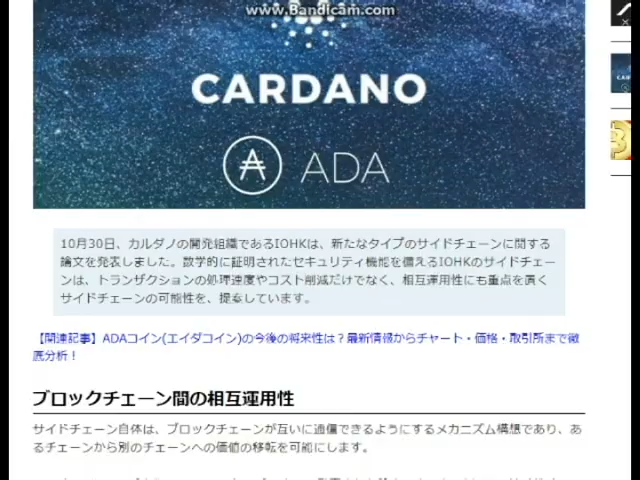 www.Bandicam.com
CARDANO
ADA
10月30日、カルダノの開発組織であるIOHKは、新たなタイプのサイドチェーンに関する
論文を発表しました。数学的に証明されたセキュリティ機能を備えるIOHKのサイドチェー
ンは、トランザクションの処理速度やコスト削減だけでなく、相互運用性にも重点を置く
サイドチェーンの可能性を、提案しています。
【関連記事】ADAコイン(エイダコイン)の今後の将来性は？最新情報からチャート・価格・取引所まで徹
底分析！
ブロックチェーン間の相互運用性
サイドチェーン自体は、ブロックチェーンが互いに通信できるようにするメカニズム構想であり、あ
るチェーンから別のチェーンへの価値の移転を可能にします。